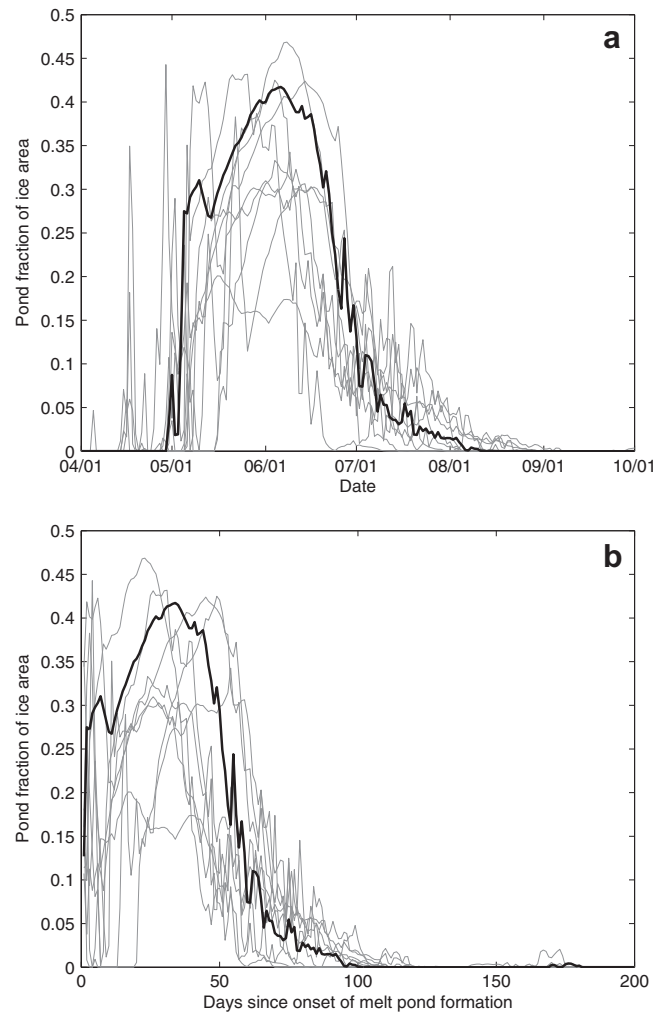 a
0.5
0.45
0.4
0.35
0.3
0.25
0.2
0.15
0.1
0.05
0
Pond fraction of ice area
04/01 05/01 06/01 07/01 08/01 09/01 10/01
Date
b
0.5
0.45
0.4
0.35
0.3
0.25
0.2
0.15
0.1
0.05
0
Pond fraction of ice area
0 50 100 150 200
Days since onset of melt pond formation